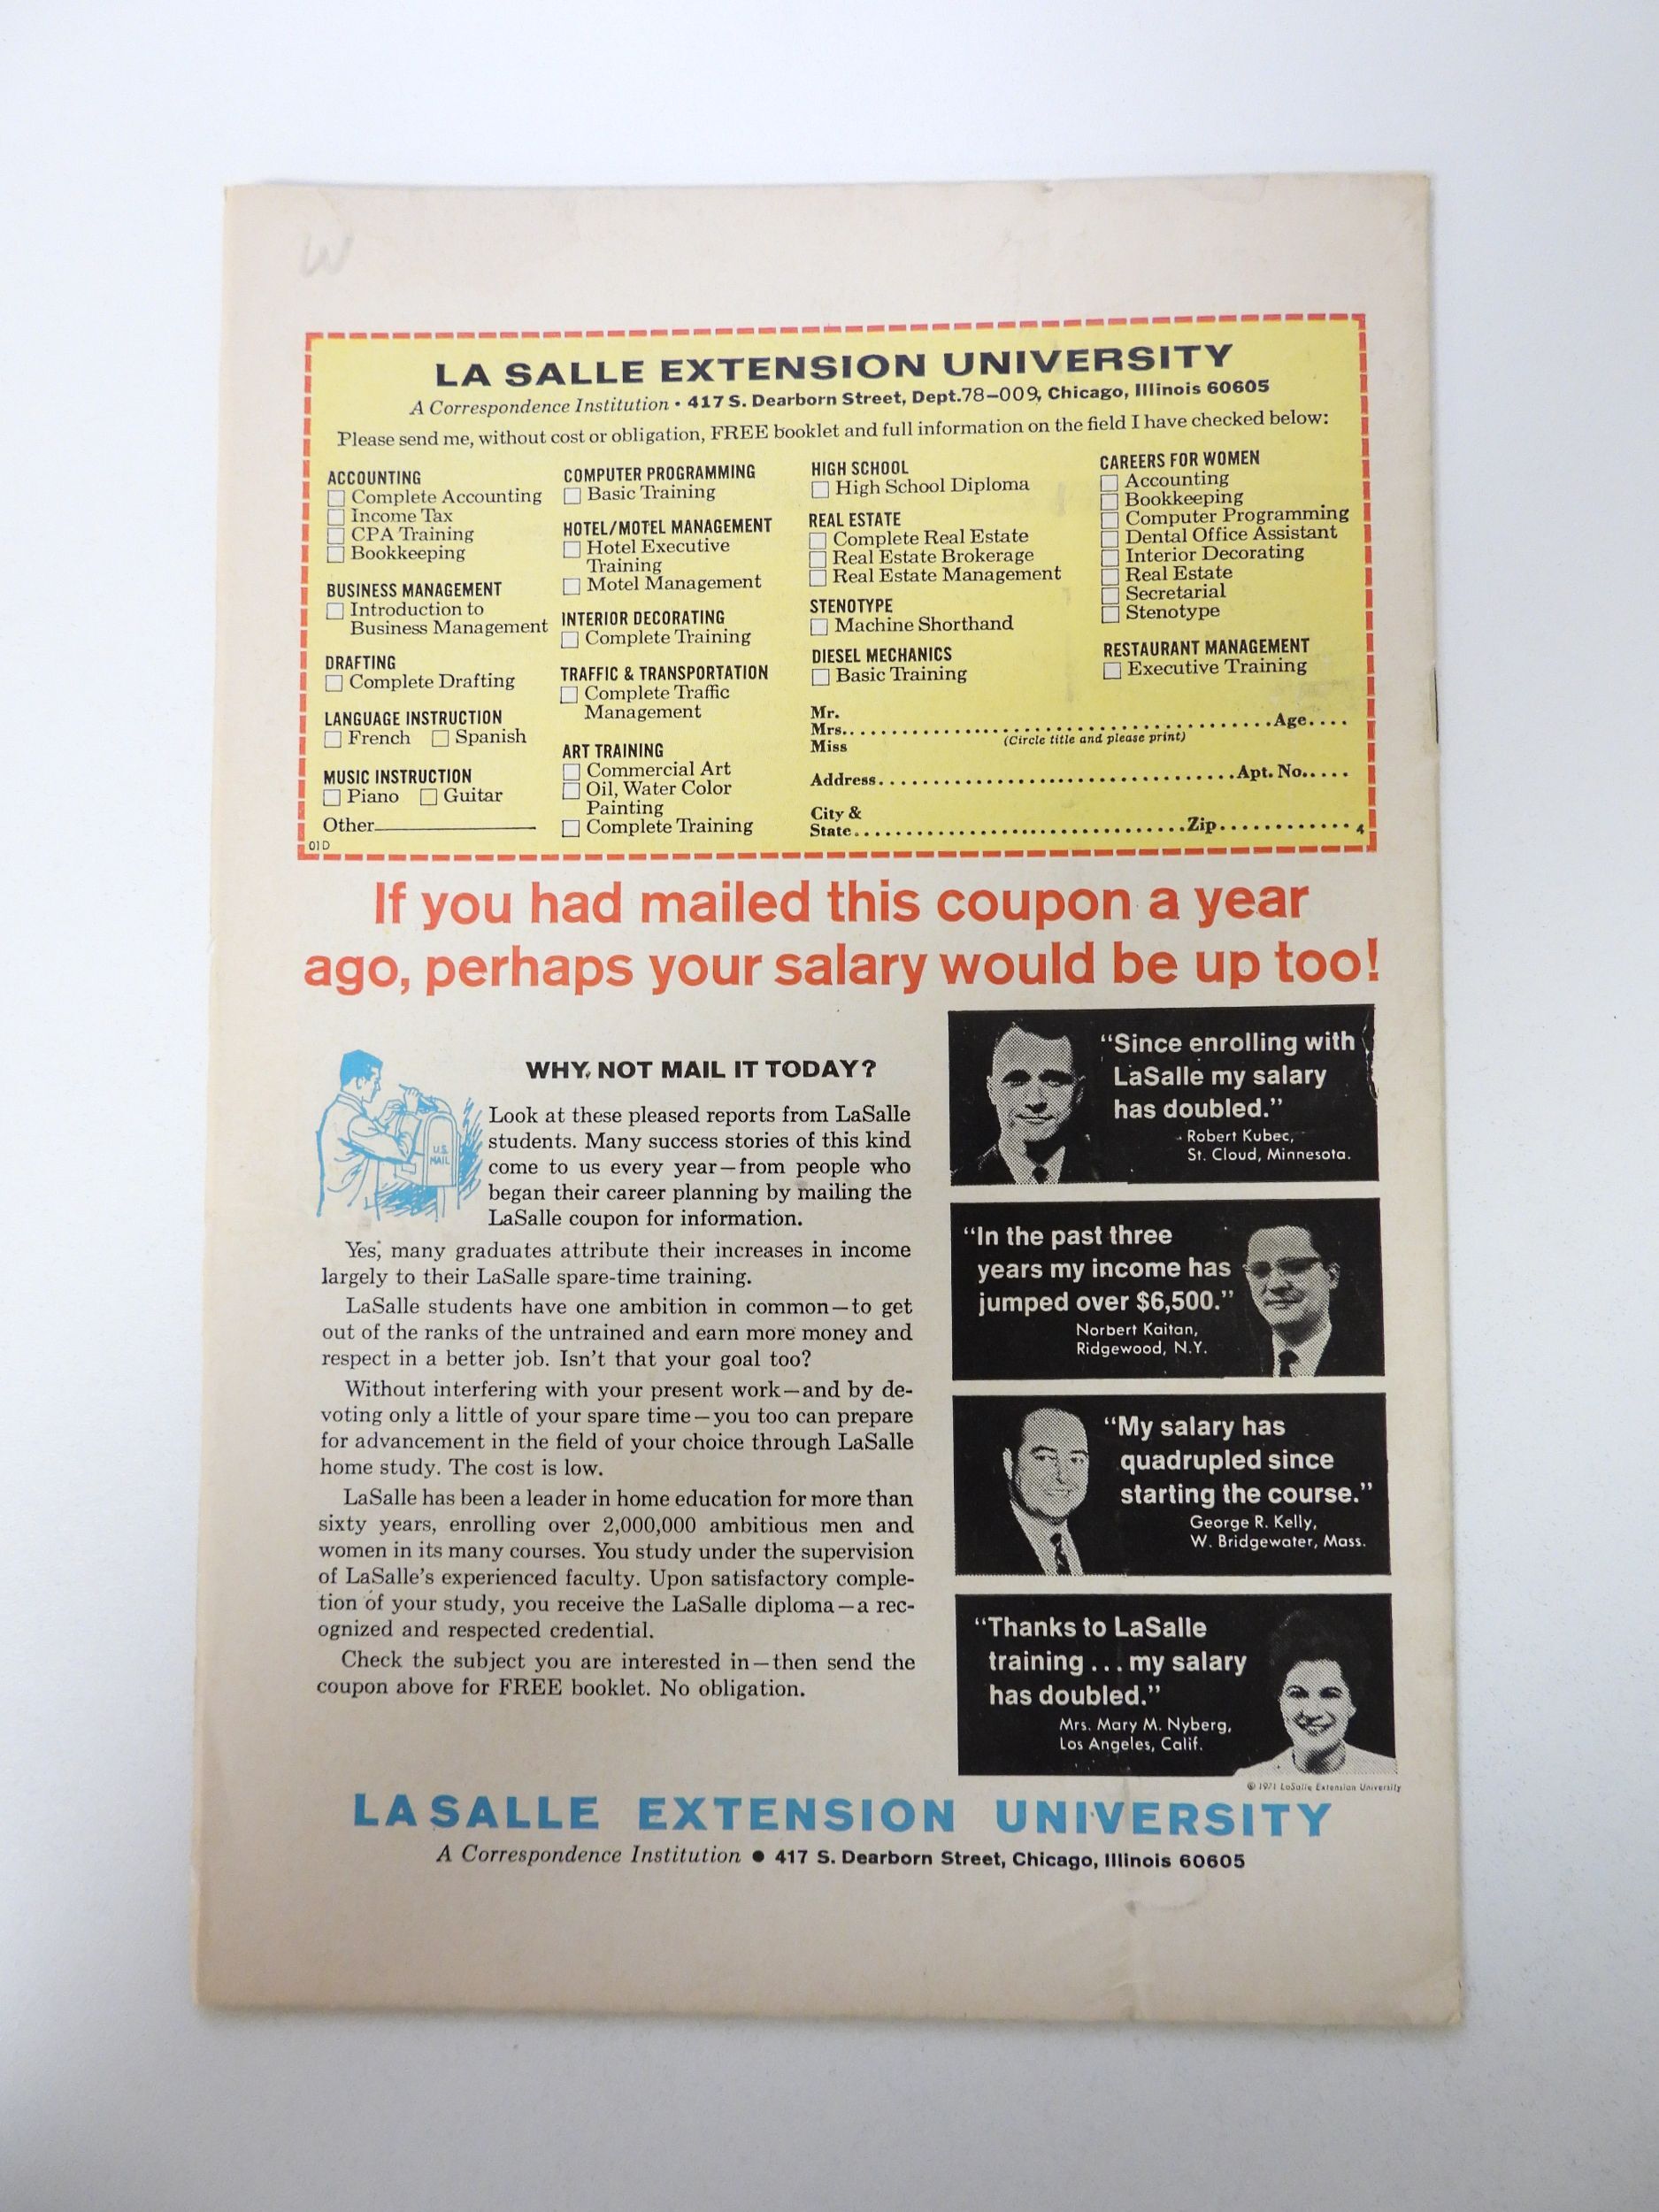 W
LA SALLE EXTENSION UNIVERSITY
A Correspondence Institution • 417 S. Dearborn Street, Dept.78–009, Chicago, Illinois 60605
Please send me, without cost or obligation, FREE booklet and full information on the field I have checked below:
ACCOUNTING
Complete Accounting
Income Tax
CPA Training
Bookkeeping
BUSINESS MANAGEMENT
Introduction to
Business Management
DRAFTING
Complete Drafting
LANGUAGE INSTRUCTION
French Spanish
MUSIC INSTRUCTION
Piano Guitar
Other
01D
COMPUTER PROGRAMMING
Basic Training
HOTEL/MOTEL MANAGEMENT
Hotel Executive
Training
Motel Management
INTERIOR DECORATING
Complete Training
TRAFFIC & TRANSPORTATION
Complete Traffic
Management
ART TRAINING
Commercial Art
Oil, Water Color
Painting
Complete Training
HIGH SCHOOL
High School Diploma
REAL ESTATE
Complete Real Estate
Real Estate Brokerage
Real Estate Management
STENOTYPE
Machine Shorthand
DIESEL MECHANICS
Basic Training
CAREERS FOR WOMEN
Accounting
Bookkeeping
Computer Programming
Dental Office Assistant
Interior Decorating
Real Estate
Secretarial
Stenotype
RESTAURANT MANAGEMENT
Executive Training
Mr.
Mrs. Age
Miss (Circle title and please print)
Address Apt. No.
City &
State Zip 4
If you had mailed this coupon a year
ago, perhaps your salary would be up too!
WHY NOT MAIL IT TODAY?
U.S.
MAIL
Look at these pleased reports from LaSalle
students. Many success stories of this kind
come to us every year—from people who
began their career planning by mailing the
LaSalle coupon for information.
Yes, many graduates attribute their increases in income
largely to their LaSalle spare-time training.
LaSalle students have one ambition in common—to get
out of the ranks of the untrained and earn more money and
respect in a better job. Isn't that your goal too?
Without interfering with your present work—and by de-
voting only a little of your spare time—you too can prepare
for advancement in the field of your choice through LaSalle
home study. The cost is low.
LaSalle has been a leader in home education for more than
sixty years, enrolling over 2,000,000 ambitious men and
women in its many courses. You study under the supervision
of LaSalle's experienced faculty. Upon satisfactory comple-
tion of your study, you receive the LaSalle diploma—a rec-
ognized and respected credential.
Check the subject you are interested in—then send the
coupon above for FREE booklet. No obligation.
"Since enrolling with
LaSalle my salary
has doubled."
Robert Kubec,
St. Cloud, Minnesota.
"In the past three
years my income has
jumped over $6,500."
Norbert Kaitan,
Ridgewood, N.Y.
"My salary has
quadrupled since
starting the course."
George R. Kelly,
W. Bridgewater, Mass.
"Thanks to LaSalle
training . . . my salary
has doubled."
Mrs. Mary M. Nyberg,
Los Angeles, Calif.
© 1971 LaSalle Extension University
LASALLE EXTENSION UNIVERSITY
A Correspondence Institution • 417 S. Dearborn Street, Chicago, Illinois 60605